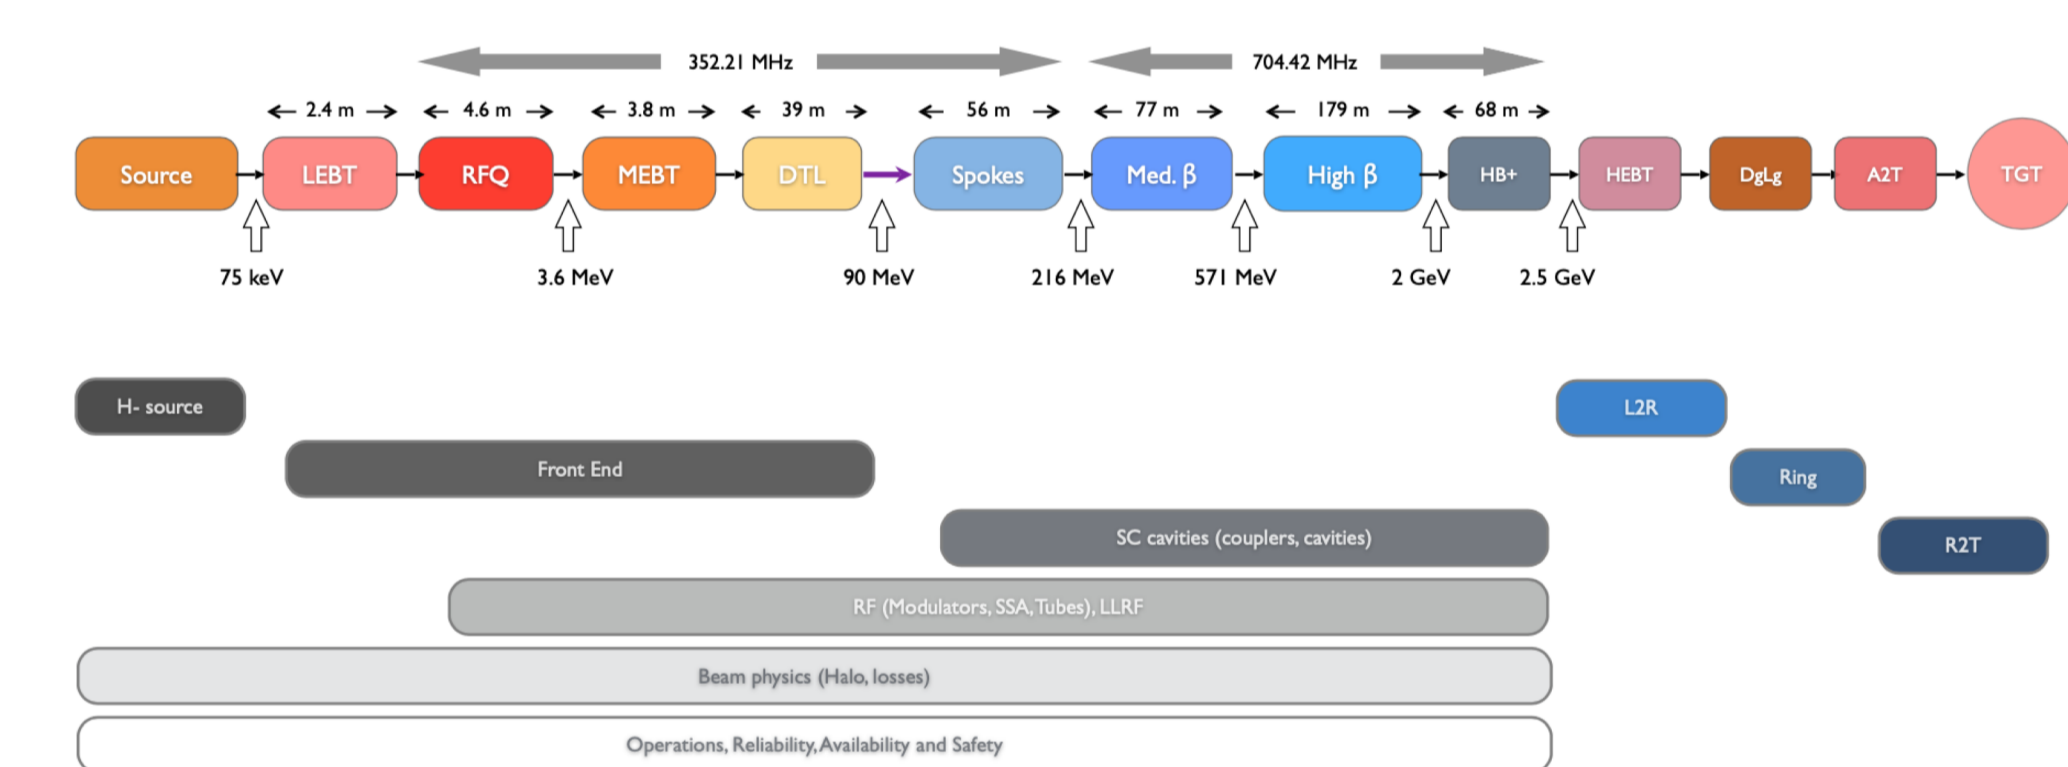 352.21 MHz 704.42 MHz
2.4 m 4.6 m 3.8 m 39 m 56 m 77 m 179 m 68 m
Source LEBT RFQ MEBT DTL Spokes Med. β High β HB+ HEBT DgLg A2T TGT
75 keV 3.6 MeV 90 MeV 216 MeV 571 MeV 2 GeV 2.5 GeV
H- source L2R
Front End Ring
SC cavities (couplers, cavities) R2T
RF (Modulators, SSA, Tubes), LLRF
Beam physics (Halo, losses)
Operations, Reliability, Availability and Safety